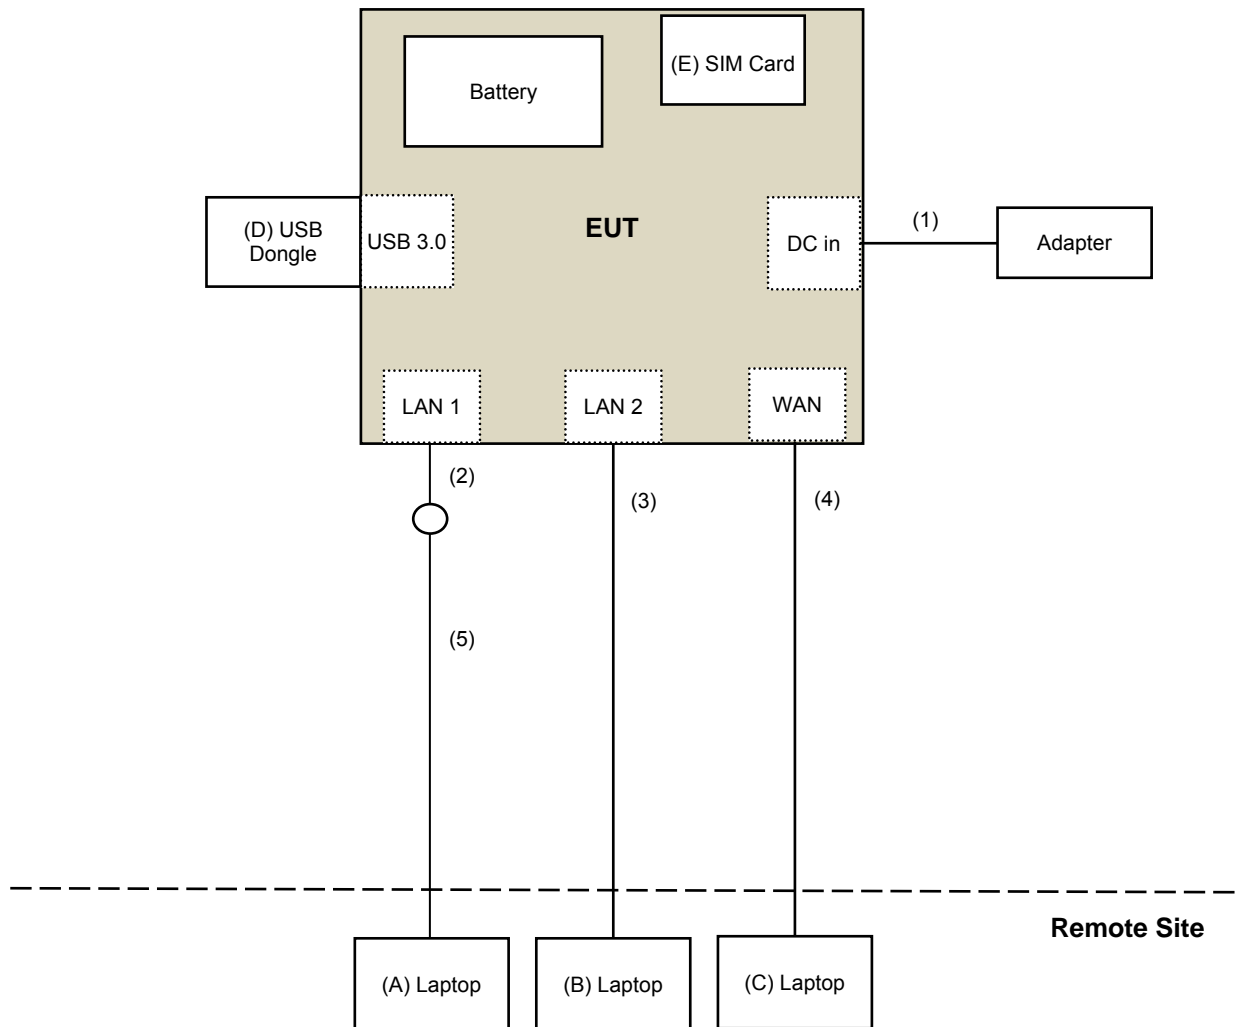 (E) SIM Card
Battery
(D) USB
Dongle
USB 3.0
EUT
DC in
(1)
Adapter
LAN 1
LAN 2
WAN
(2)
(3)
(4)
(5)
Remote Site
(A) Laptop
(B) Laptop
(C) Laptop